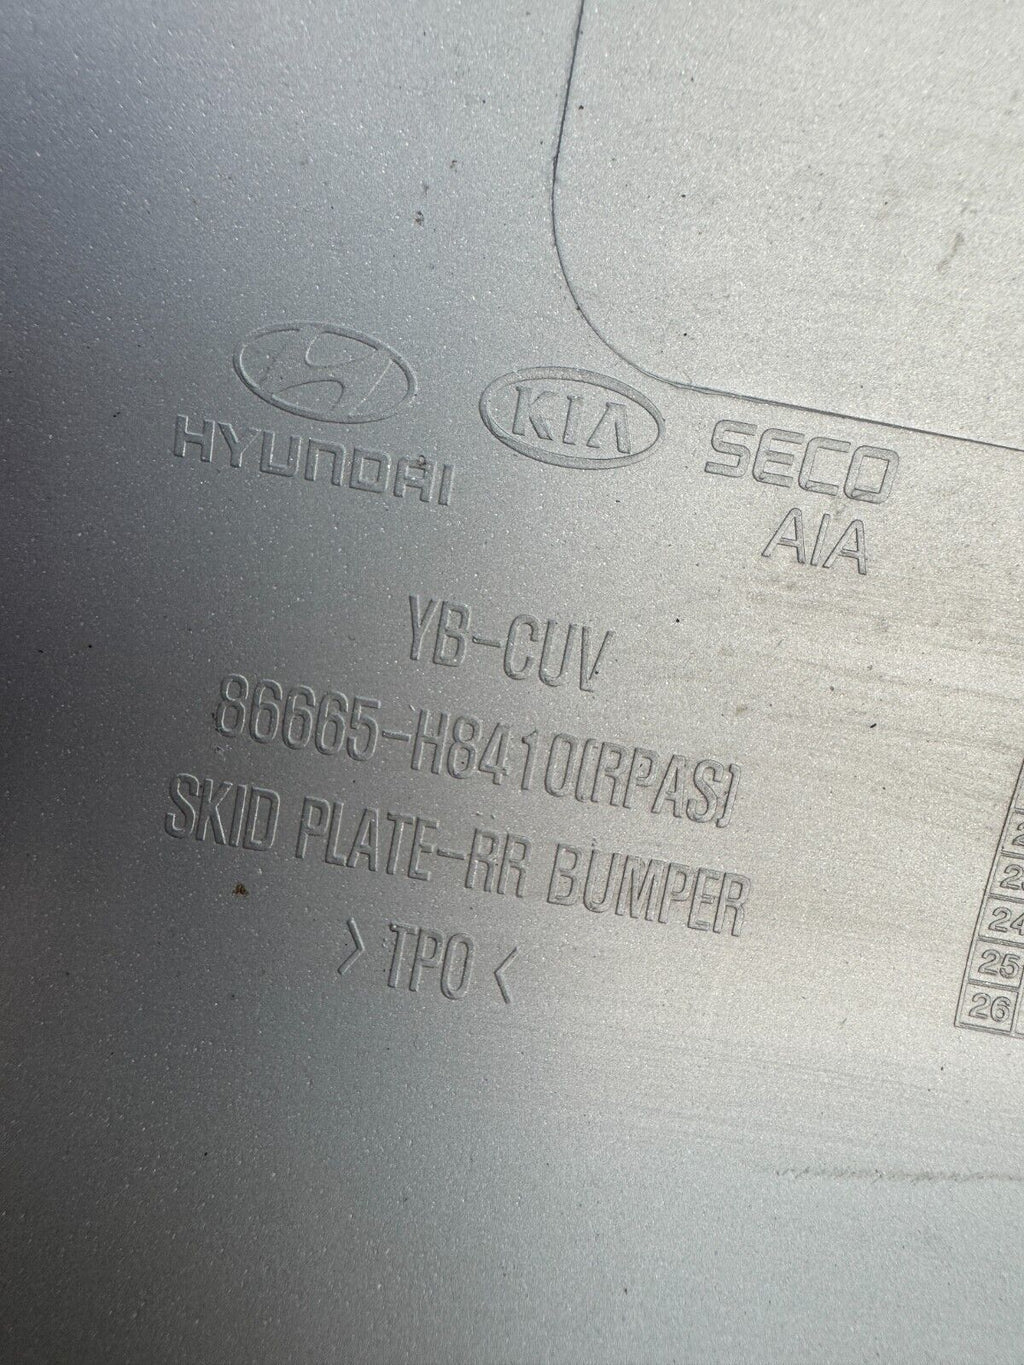 HYUNDAI KIA SECO
AIA
YB-CUV
86665-H8410(RPAS)
SKID PLATE-RR BUMPER
>TPO<
24
25
26